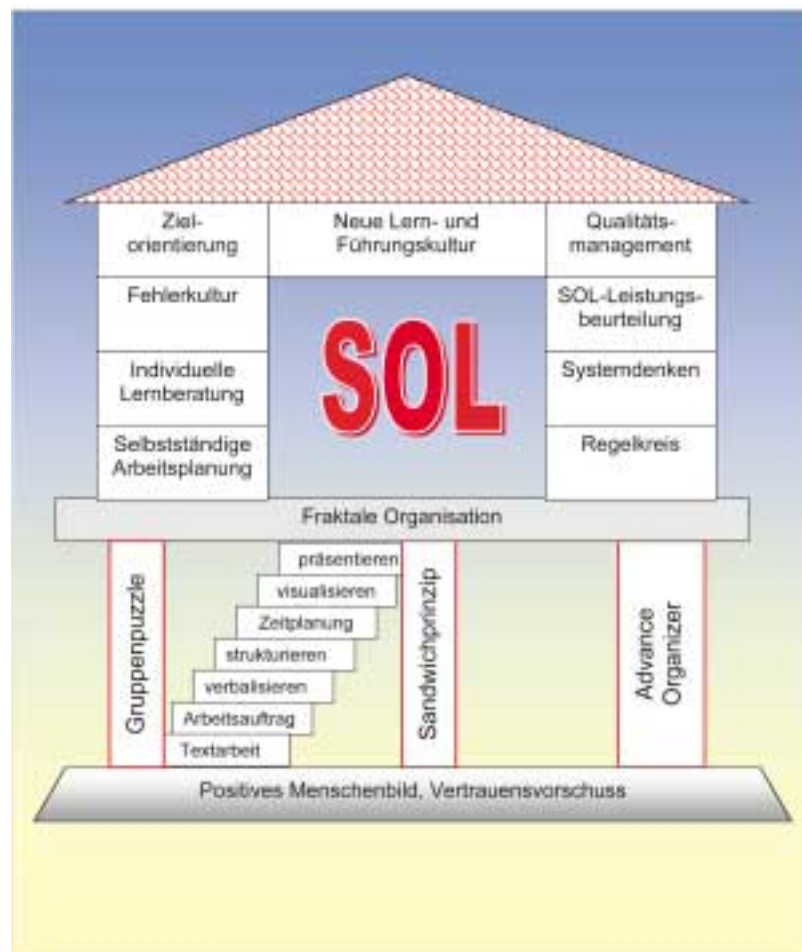 Ziel-
orientierung
Neue Lern- und
Führungskultur
Qualitäts-
management
Fehlerkultur
SOL-Leistungs-
beurteilung
SOL
Individuelle
Lernberatung
Systemdenken
Selbstständige
Arbeitsplanung
Regelkreis
Fraktale Organisation
Gruppenpuzzle
präsentieren
visualisieren
Zeitplanung
strukturieren
verbalisieren
Arbeitsauftrag
Textarbeit
Sandwichprinzip
Advance
Organizer
Positives Menschenbild, Vertrauensvorschuss